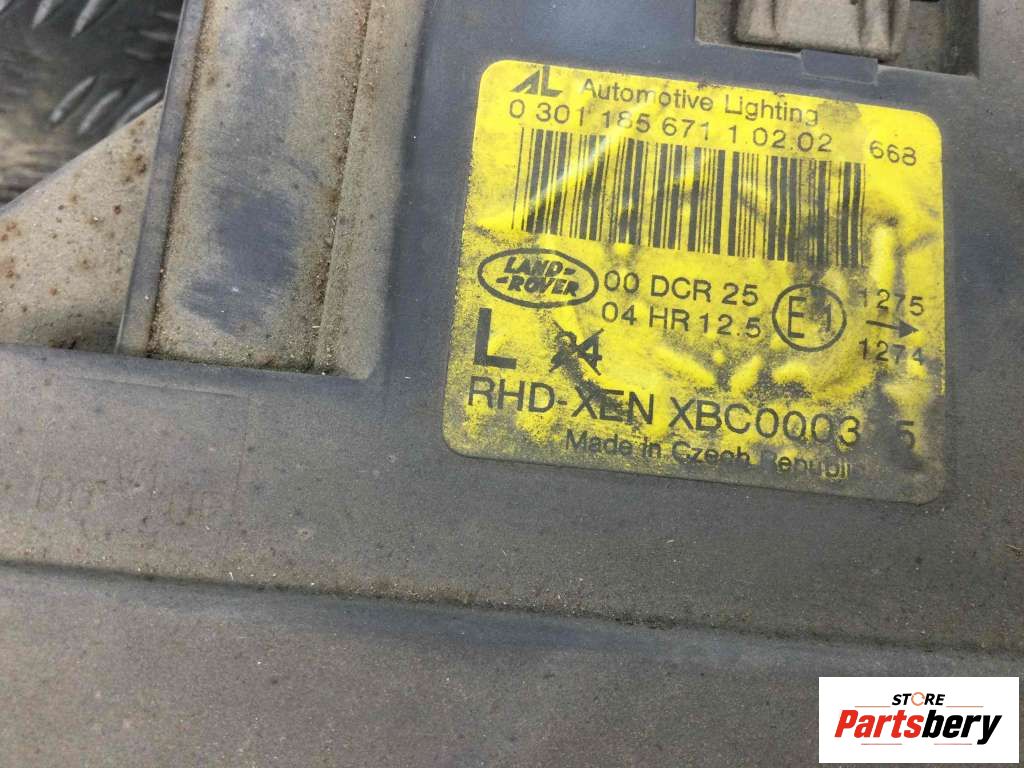 AL Automotive Lighting
0 301 185 671 1 02.02 668
LAND-
-ROVER
00 DCR 25
04 HR 12.5
E1
1275
1274
L 24
RHD-XEN
Made in Czech Republic
STORE
Partsbery